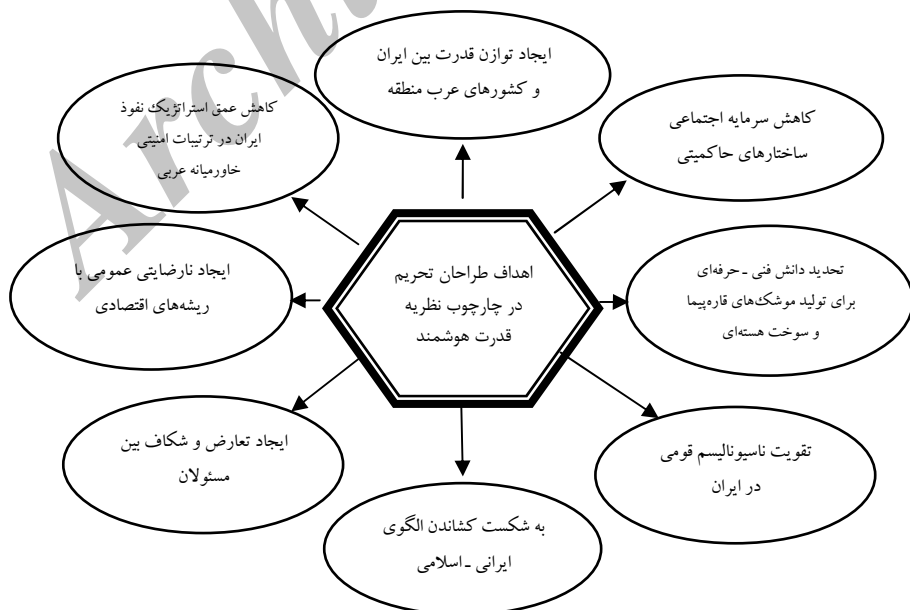 ایجاد توازن قدرت بین ایران
و کشورهای عرب منطقه
کاهش سرمایه اجتماعی
ساختارهای حاکمیتی
تحدید دانش فنی ـ حرفه‌ای
برای تولید موشک‌های قاره‌پیما
و سوخت هسته‌ای
تقویت ناسیونالیسم قومی
در ایران
به شکست کشاندن الگوی
ایرانی ـ اسلامی
ایجاد تعارض و شکاف بین
مسئولان
ایجاد نارضایتی عمومی با
ریشه‌های اقتصادی
کاهش عمق استراتژیک نفوذ
ایران در ترتیبات امنیتی
خاورمیانه عربی
اهداف طراحان تحریم
در چارچوب نظریه
قدرت هوشمند